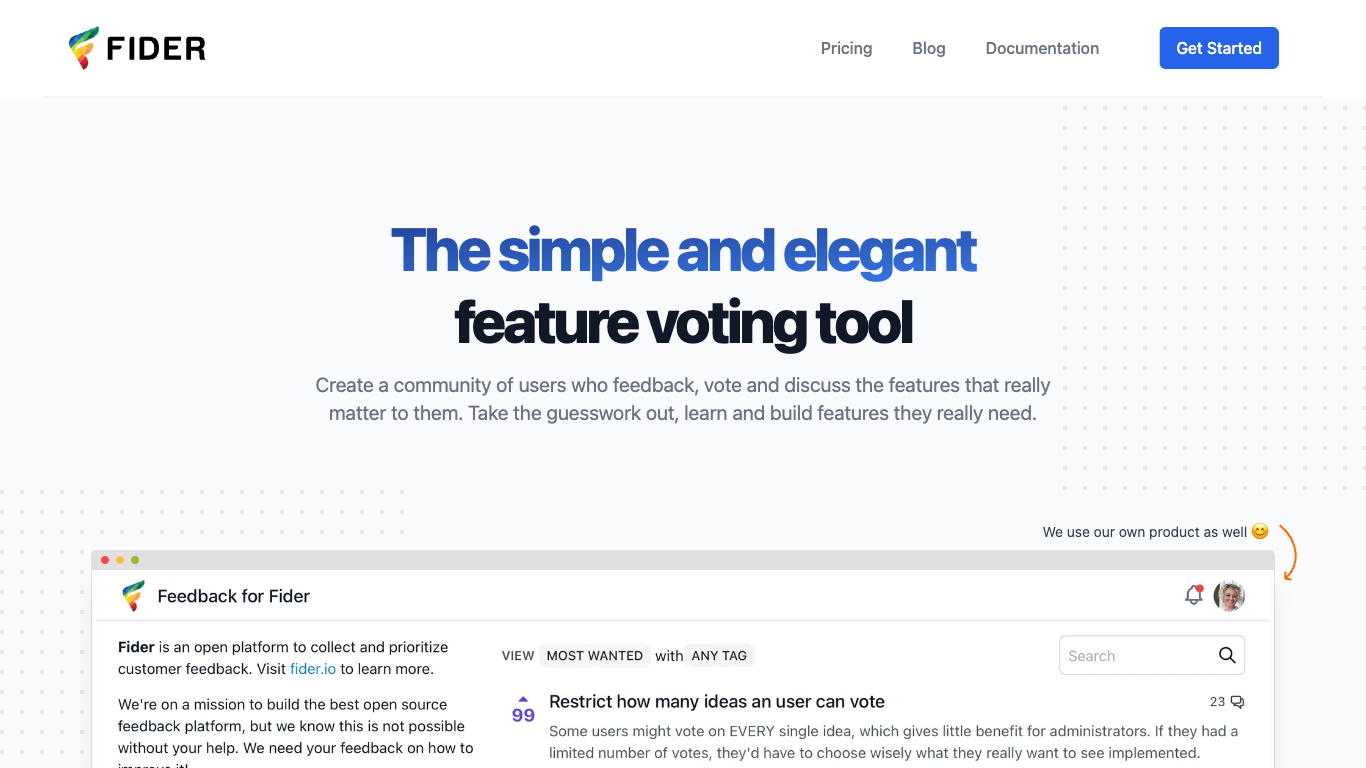 FIDER
Pricing
Blog
Documentation
Get Started
The simple and elegant
feature voting tool
Create a community of users who feedback, vote and discuss the features that really
matter to them. Take the guesswork out, learn and build features they really need.
We use our own product as well 😊
Feedback for Fider
Fider is an open platform to collect and prioritize
customer feedback. Visit fider.io to learn more.
We're on a mission to build the best open source
feedback platform, but we know this is not possible
without your help. We need your feedback on how to
improve it!
VIEW MOST WANTED with ANY TAG
Search
99
Restrict how many ideas an user can vote
23
Some users might vote on EVERY single idea, which gives little benefit for administrators. If they had a
limited number of votes, they'd have to choose wisely what they really want to see implemented.